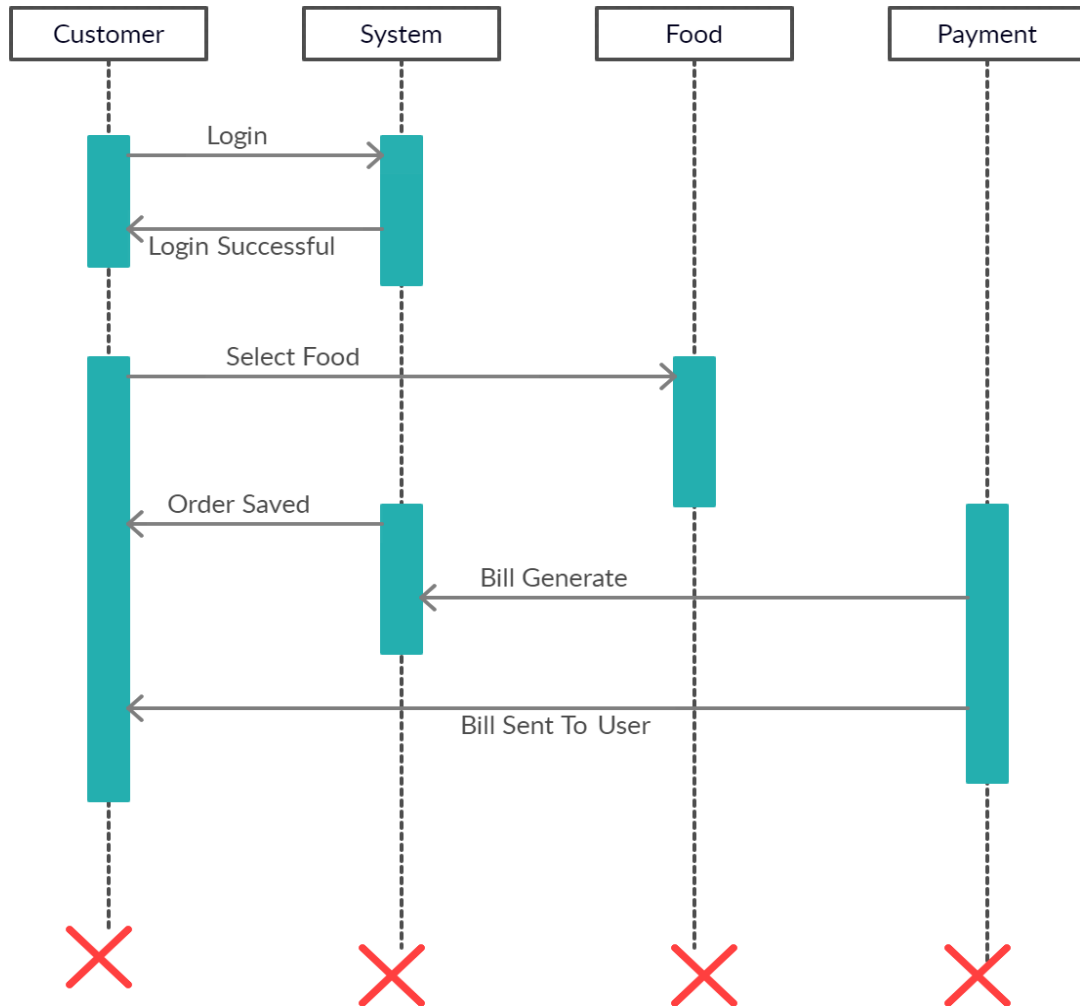 Customer
System
Food
Payment
Login
Login Successful
Select Food
Order Saved
Bill Generate
Bill Sent To User